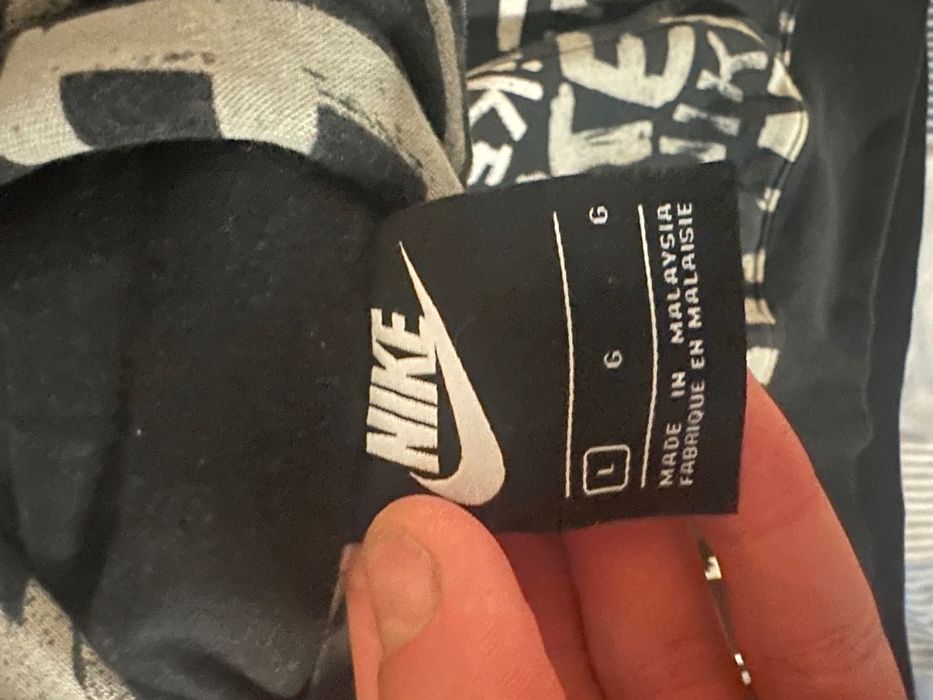 NIKE
L G G
MADE IN MALAYSIA
FABRIQUE EN MALAISIE